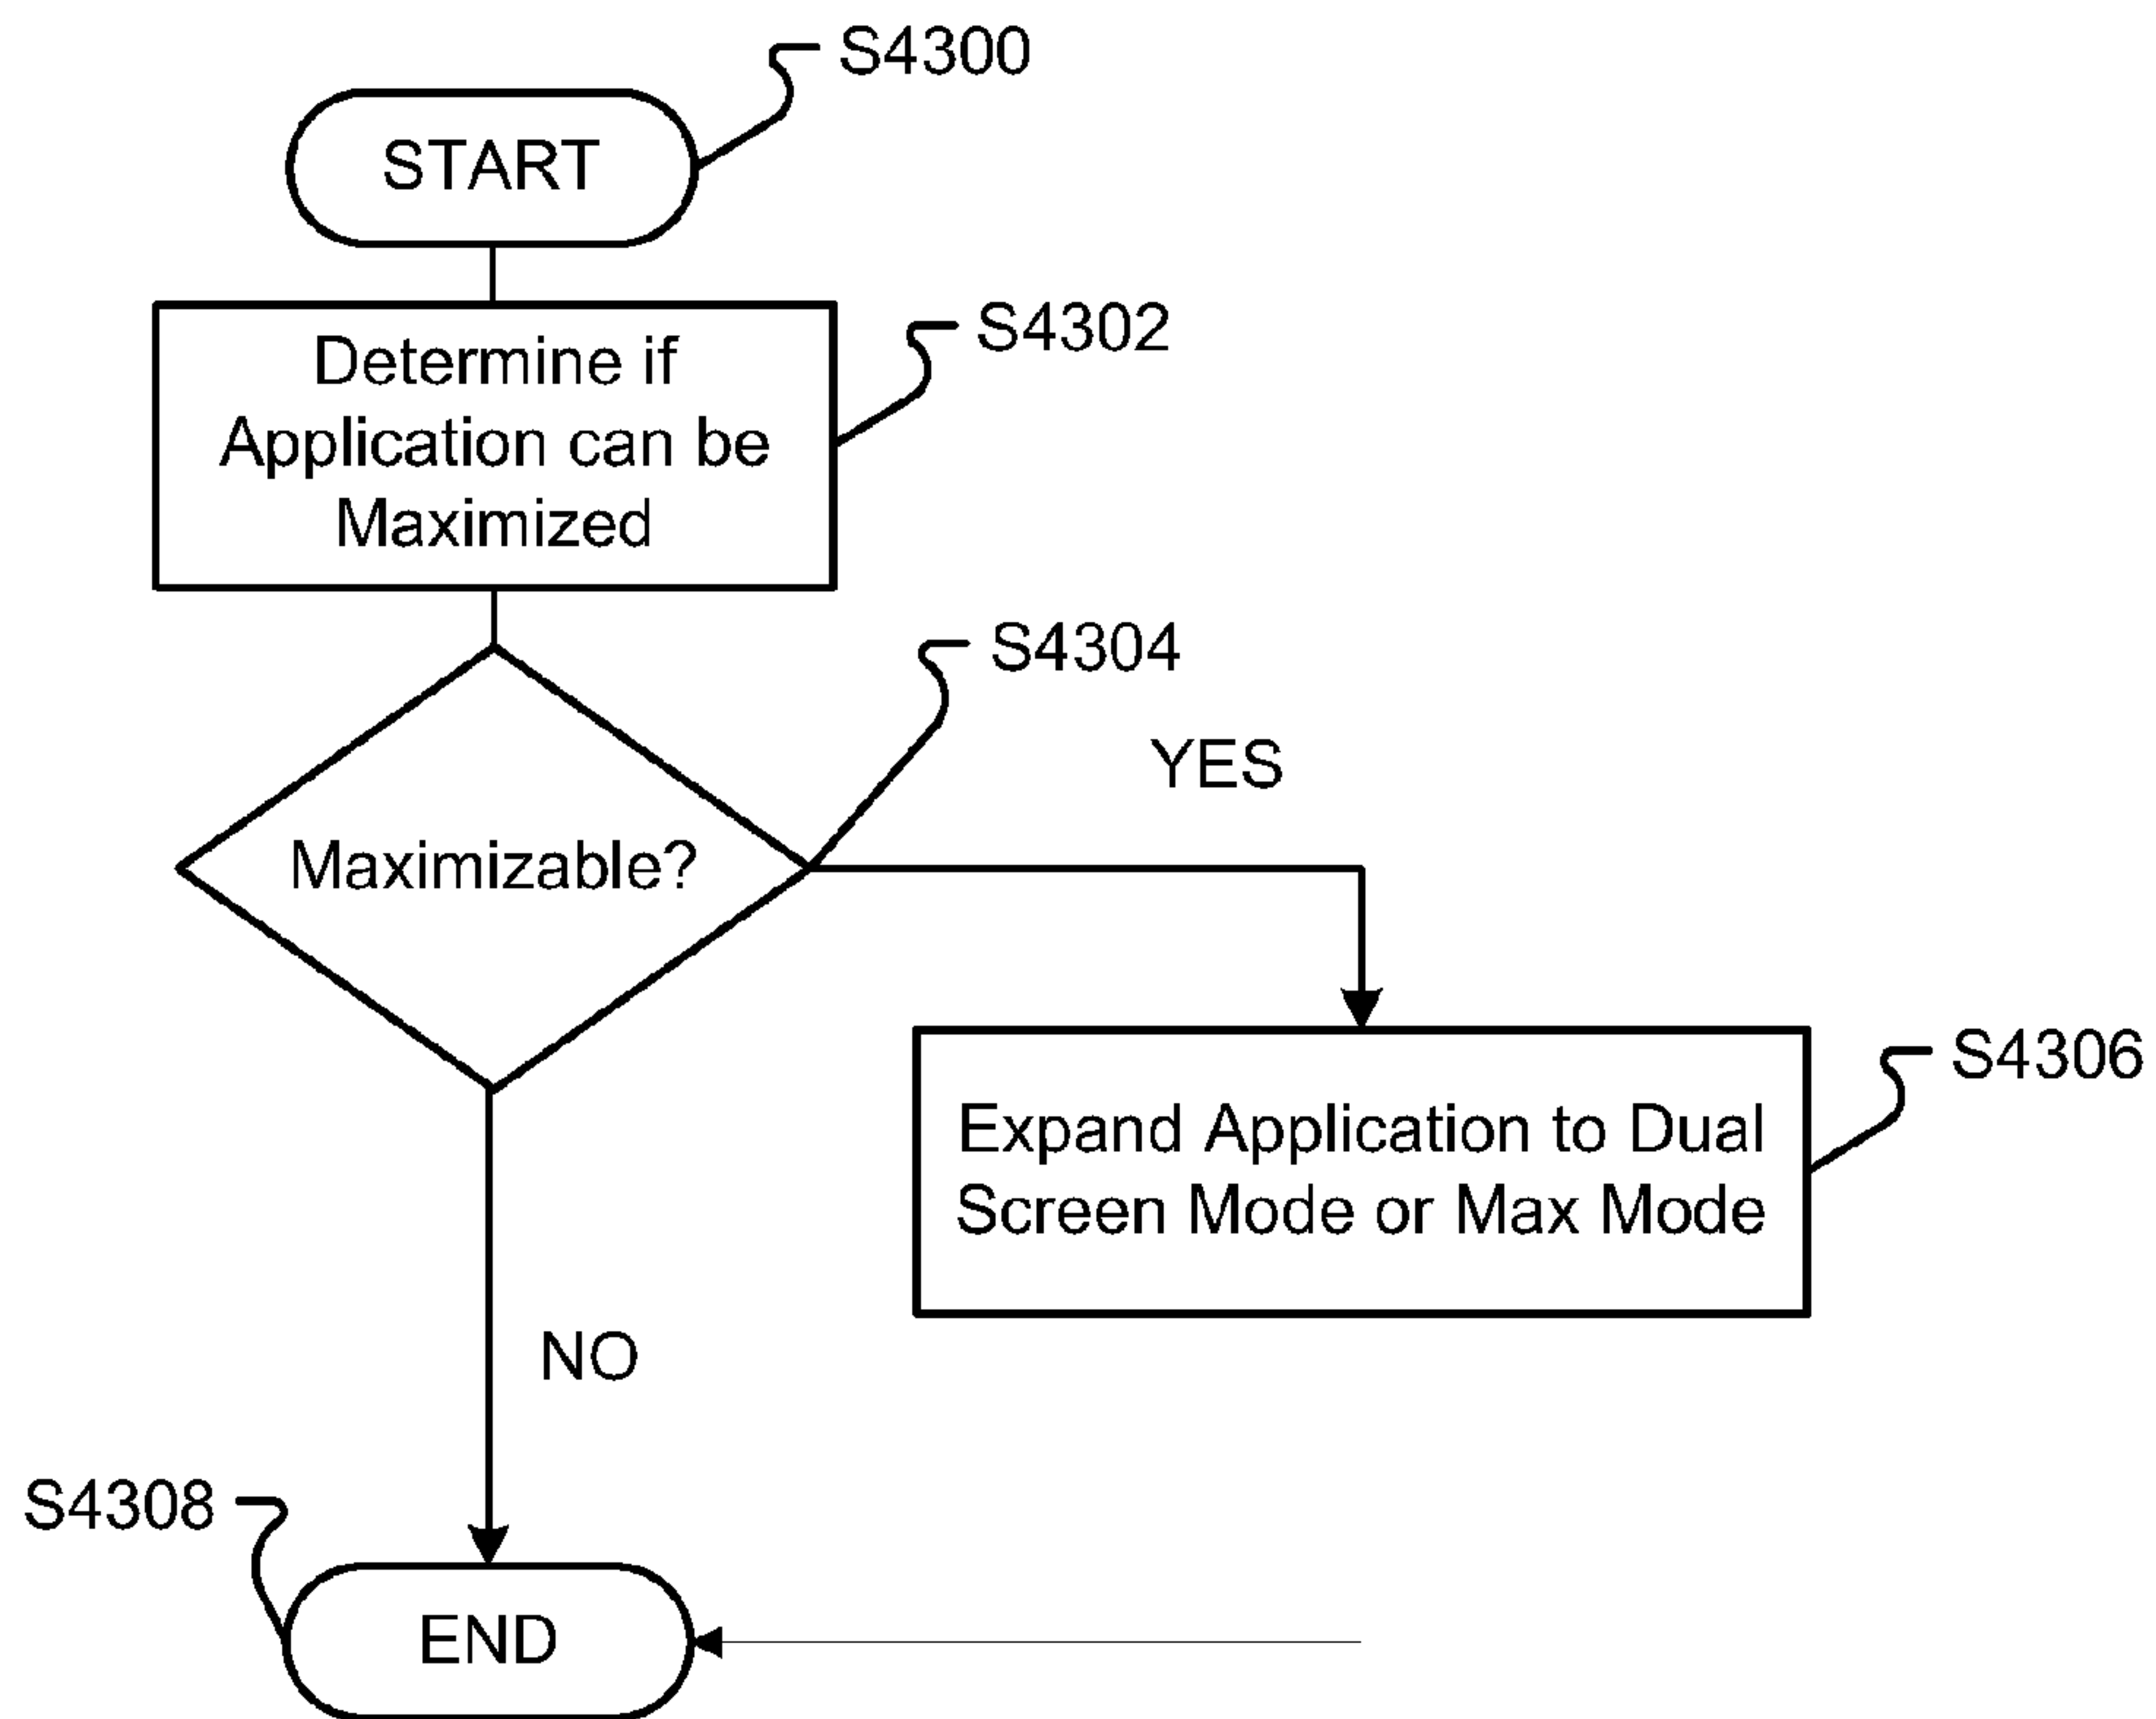 S4300
START
S4302
Determine if
Application can be
Maximized
S4304
YES
Maximizable?
S4306
Expand Application to Dual
Screen Mode or Max Mode
NO
S4308
END